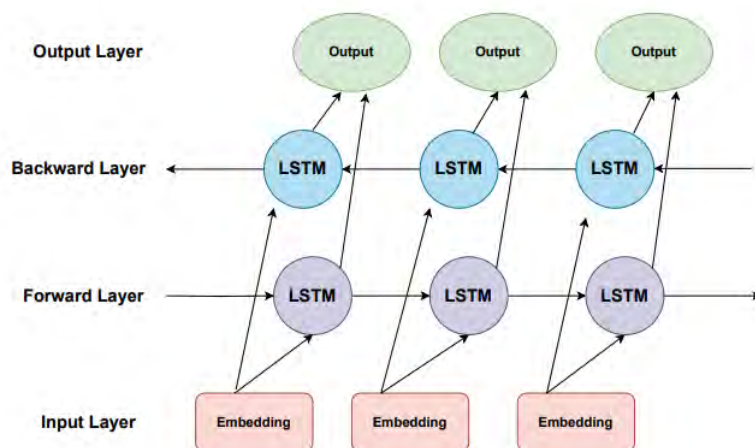 Output Layer
Output Output Output
Backward Layer
LSTM LSTM LSTM
Forward Layer
LSTM LSTM LSTM
Input Layer
Embedding Embedding Embedding